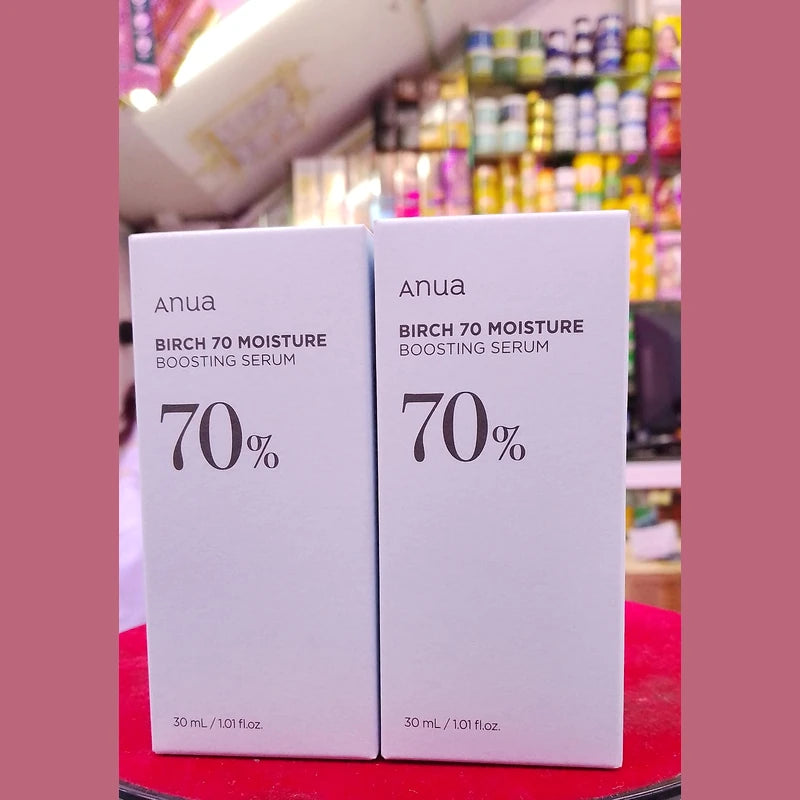 Anua
BIRCH 70 MOISTURE
BOOSTING SERUM
70%
30 mL / 1.01 fl.oz.
Anua
BIRCH 70 MOISTURE
BOOSTING SERUM
70%
30 mL / 1.01 fl.oz.